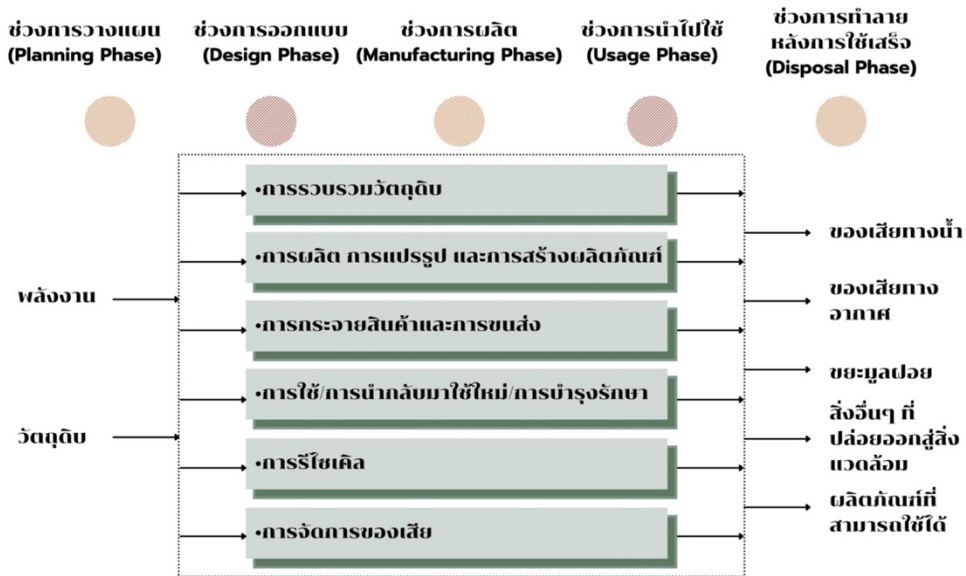 ช่วงการวางแผน
(Planning Phase)
ช่วงการออกแบบ
(Design Phase)
ช่วงการผลิต
(Manufacturing Phase)
ช่วงการนำไปใช้
(Usage Phase)
ช่วงการทำลาย
หลังการใช้เสร็จ
(Disposal Phase)
พลังงาน
วัตถุดิบ
•การรวบรวมวัตถุดิบ
•การผลิต การแปรรูป และการสร้างผลิตภัณฑ์
•การกระจายสินค้าและการขนส่ง
•การใช้/การนำกลับมาใช้ใหม่/การบำรุงรักษา
•การรีไซเคิล
•การจัดการของเสีย
ของเสียทางน้ำ
ของเสียทาง
อากาศ
ขยะมูลฝอย
สิ่งอื่นๆ ที่
ปล่อยออกสู่สิ่ง
แวดล้อม
ผลิตภัณฑ์ที่
สามารถใช้ได้